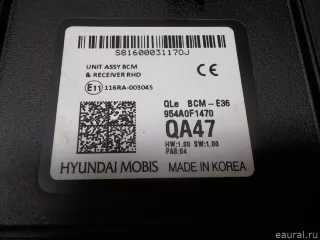 S81600031170J
UNIT ASSY BCM
& RECEIVER RHD
E11 116RA-003045
CE
QLe BCM-E36
954A0F1470
QA47
HW:1.00 SW:1.00
PAS:04
HYUNDAI MOBIS MADE IN KOREA
eaural.ru